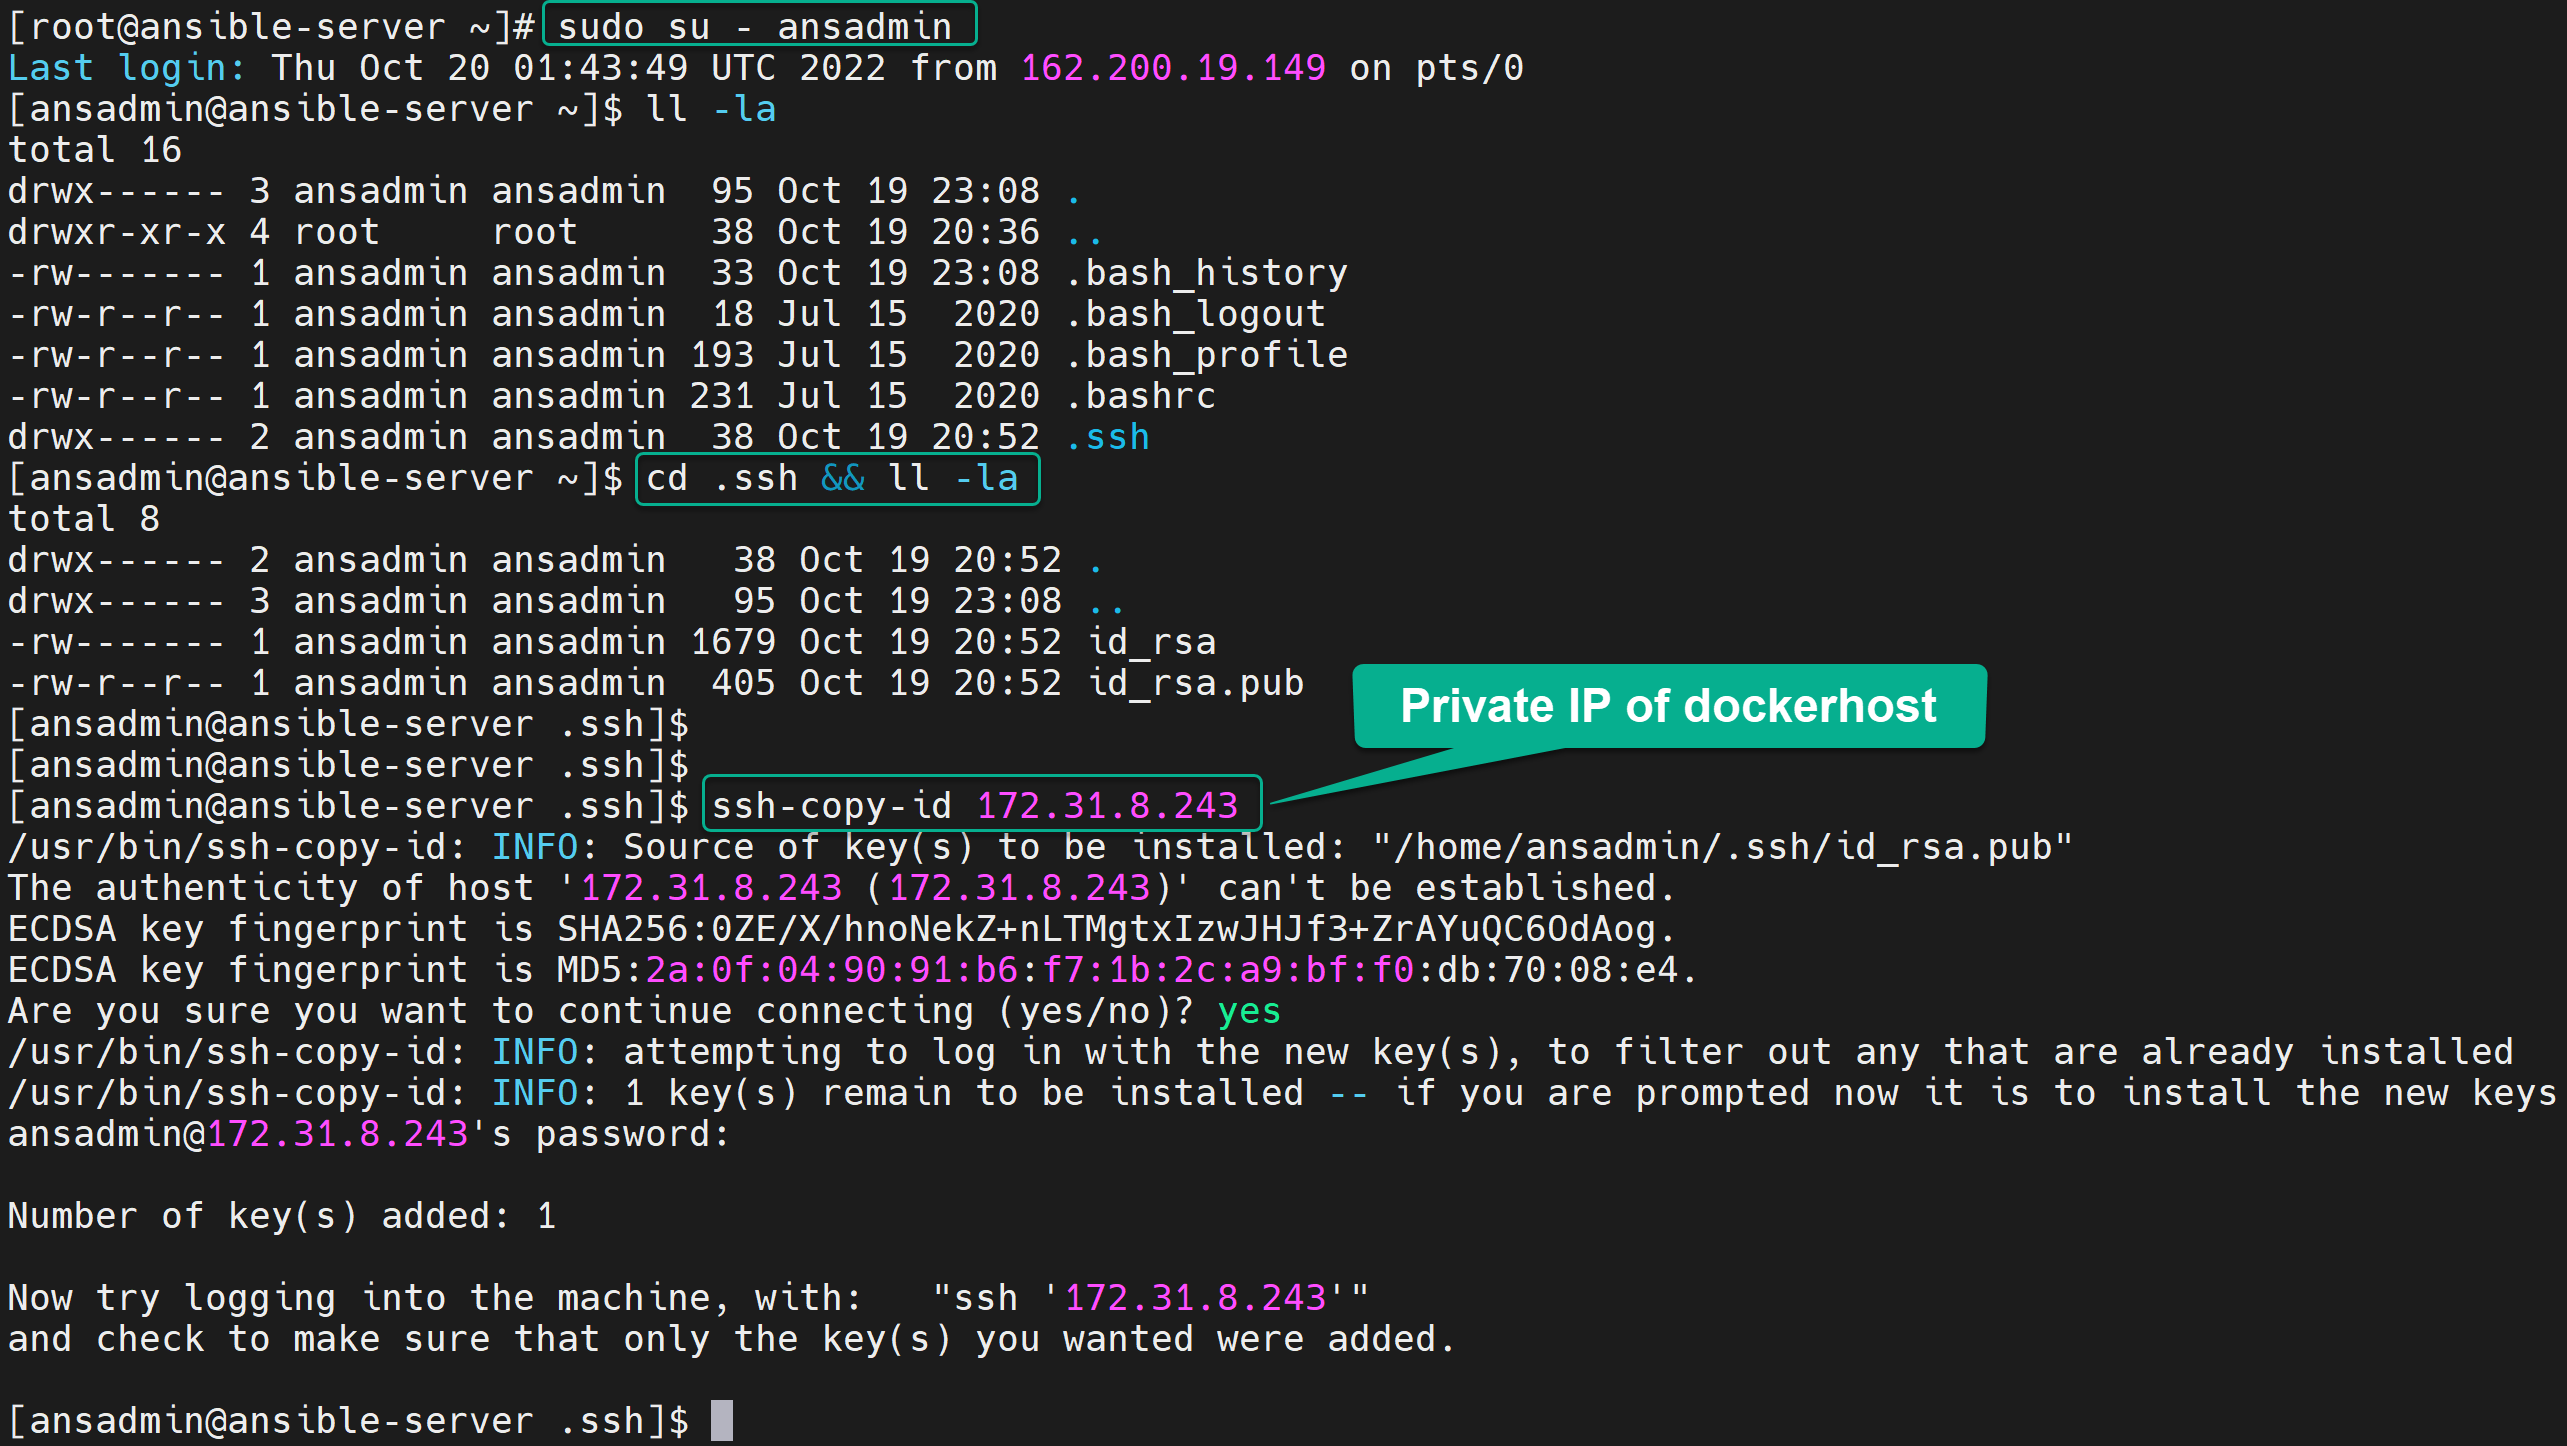 [root@ansible-server ~]# sudo su - ansadmin
Last login: Thu Oct 20 01:43:49 UTC 2022 from 162.200.19.149 on pts/0
[ansadmin@ansible-server ~]$ ll -la
total 16
drwx------ 3 ansadmin ansadmin  95 Oct 19 23:08 .
drwxr-xr-x 4 root     root      38 Oct 19 20:36 ..
-rw------- 1 ansadmin ansadmin  33 Oct 19 23:08 .bash_history
-rw-r--r-- 1 ansadmin ansadmin  18 Jul 15  2020 .bash_logout
-rw-r--r-- 1 ansadmin ansadmin 193 Jul 15  2020 .bash_profile
-rw-r--r-- 1 ansadmin ansadmin 231 Jul 15  2020 .bashrc
drwx------ 2 ansadmin ansadmin  38 Oct 19 20:52 .ssh
[ansadmin@ansible-server ~]$ cd .ssh && ll -la
total 8
drwx------ 2 ansadmin ansadmin   38 Oct 19 20:52 .
drwx------ 3 ansadmin ansadmin   95 Oct 19 23:08 ..
-rw------- 1 ansadmin ansadmin 1679 Oct 19 20:52 id_rsa
-rw-r--r-- 1 ansadmin ansadmin  405 Oct 19 20:52 id_rsa.pub
Private IP of dockerhost
[ansadmin@ansible-server .ssh]$
[ansadmin@ansible-server .ssh]$
[ansadmin@ansible-server .ssh]$ ssh-copy-id 172.31.8.243
/usr/bin/ssh-copy-id: INFO: Source of key(s) to be installed: "/home/ansadmin/.ssh/id_rsa.pub"
The authenticity of host '172.31.8.243 (172.31.8.243)' can't be established.
ECDSA key fingerprint is SHA256:0ZE/X/hnoNekZ+nLTMgtxIzwJHJf3+ZrAYuQC6OdAog.
ECDSA key fingerprint is MD5:2a:0f:04:90:91:b6:f7:1b:2c:a9:bf:f0:db:70:08:e4.
Are you sure you want to continue connecting (yes/no)? yes
/usr/bin/ssh-copy-id: INFO: attempting to log in with the new key(s), to filter out any that are already installed
/usr/bin/ssh-copy-id: INFO: 1 key(s) remain to be installed -- if you are prompted now it is to install the new keys
ansadmin@172.31.8.243's password:
Number of key(s) added: 1
Now try logging into the machine, with:   "ssh '172.31.8.243'"
and check to make sure that only the key(s) you wanted were added.
[ansadmin@ansible-server .ssh]$